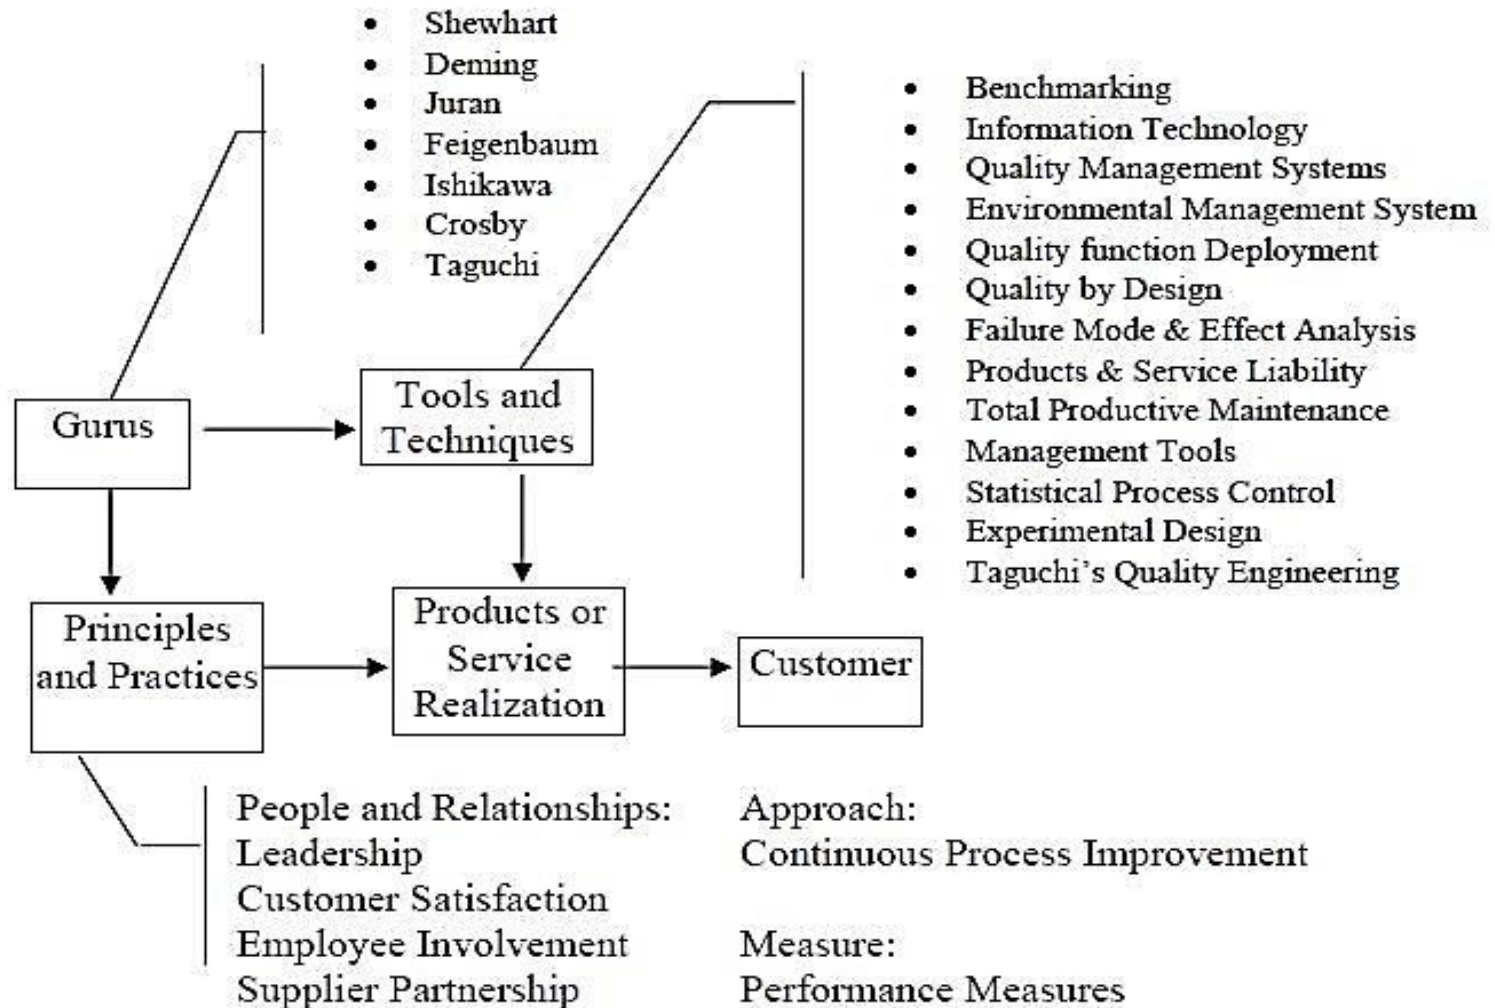 • Shewhart
• Deming
• Juran
• Feigenbaum
• Ishikawa
• Crosby
• Taguchi
• Benchmarking
• Information Technology
• Quality Management Systems
• Environmental Management System
• Quality function Deployment
• Quality by Design
• Failure Mode & Effect Analysis
• Products & Service Liability
• Total Productive Maintenance
• Management Tools
• Statistical Process Control
• Experimental Design
• Taguchi's Quality Engineering
Gurus
Tools and
Techniques
Principles
and Practices
Products or
Service
Realization
Customer
People and Relationships:
Leadership
Customer Satisfaction
Employee Involvement
Supplier Partnership
Approach:
Continuous Process Improvement
Measure:
Performance Measures